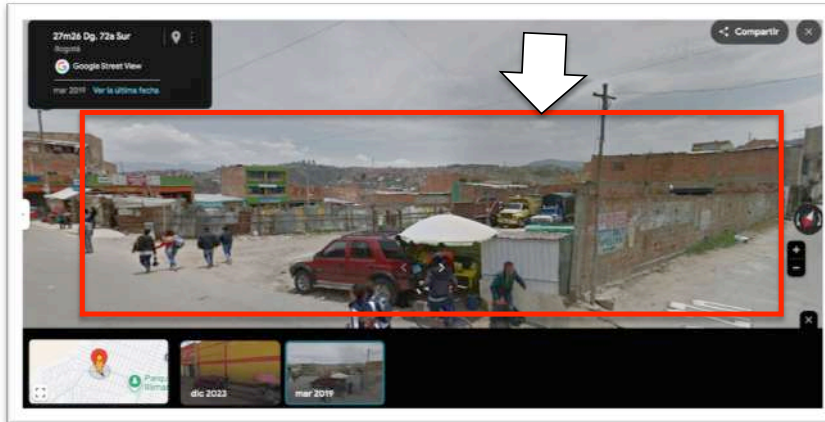 27m26 Dg. 72a Sur
Bogotá
Google Street View
mar 2019 Ver la última fecha
Compartir
dic 2023
mar 2019